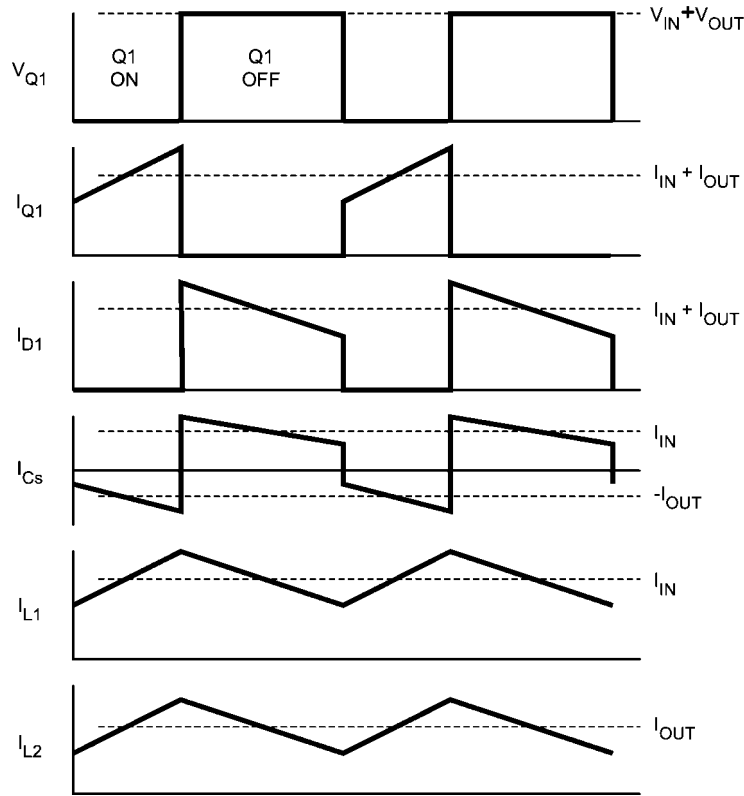 V_IN + V_OUT
V_Q1
Q1 ON
Q1 OFF
I_Q1
I_IN + I_OUT
I_D1
I_IN + I_OUT
I_Cs
I_IN
-I_OUT
I_L1
I_IN
I_L2
I_OUT